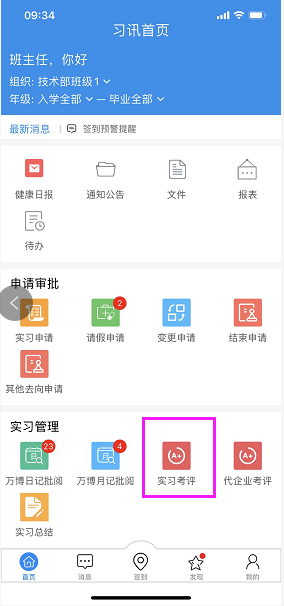 09:34
习讯首页
班主任，你好
组织: 技术部班级1
年级: 入学全部 — 毕业全部
最新消息 签到预警提醒
健康日报 通知公告 文件 报表
待办
申请审批
2
实习申请 请假申请 变更申请 结束申请
其他去向申请
实习管理
23 4 A+ A+
万博日记批阅 万博月记批阅 实习考评 代企业考评
实习总结
首页 消息 签到 发现 我的